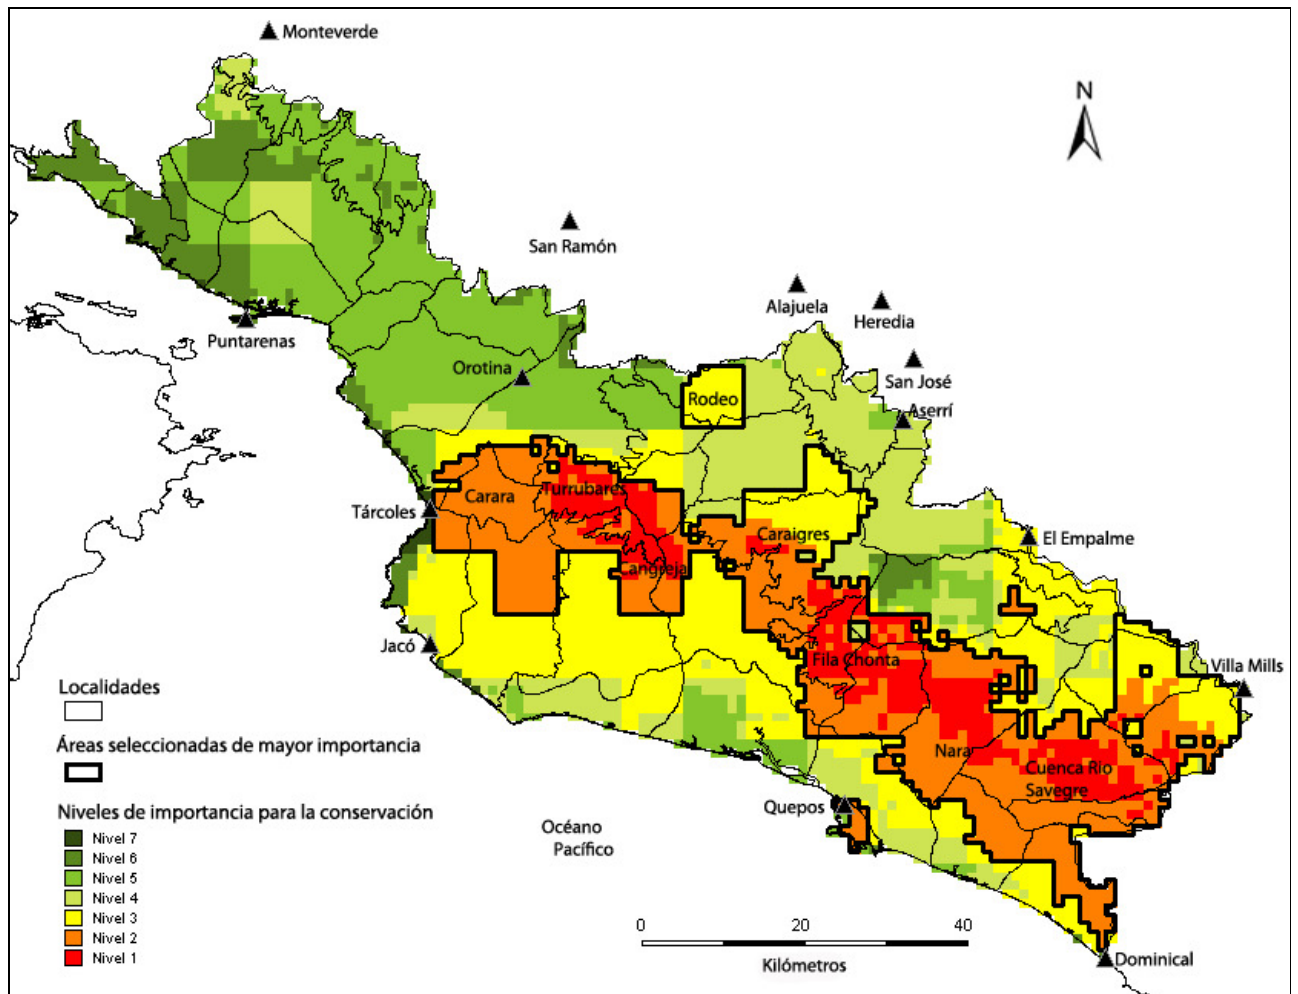 Monteverde
N
San Ramón
Alajuela
Heredia
Puntarenas
Orotina
San José
Rodeo
Aserrí
Carara
Turrubares
Tárcoles
Caraigres
El Empalme
Cangreja
Jacó
Fila Chonta
Villa Mills
Localidades
Áreas seleccionadas de mayor importancia
Nara
Cuenca Rio
Savegre
Quepos
Niveles de importancia para la conservación
Océano
Pacífico
Nivel 7
Nivel 6
Nivel 5
Nivel 4
Nivel 3
Nivel 2
Nivel 1
0 20 40
Kilómetros
Dominical